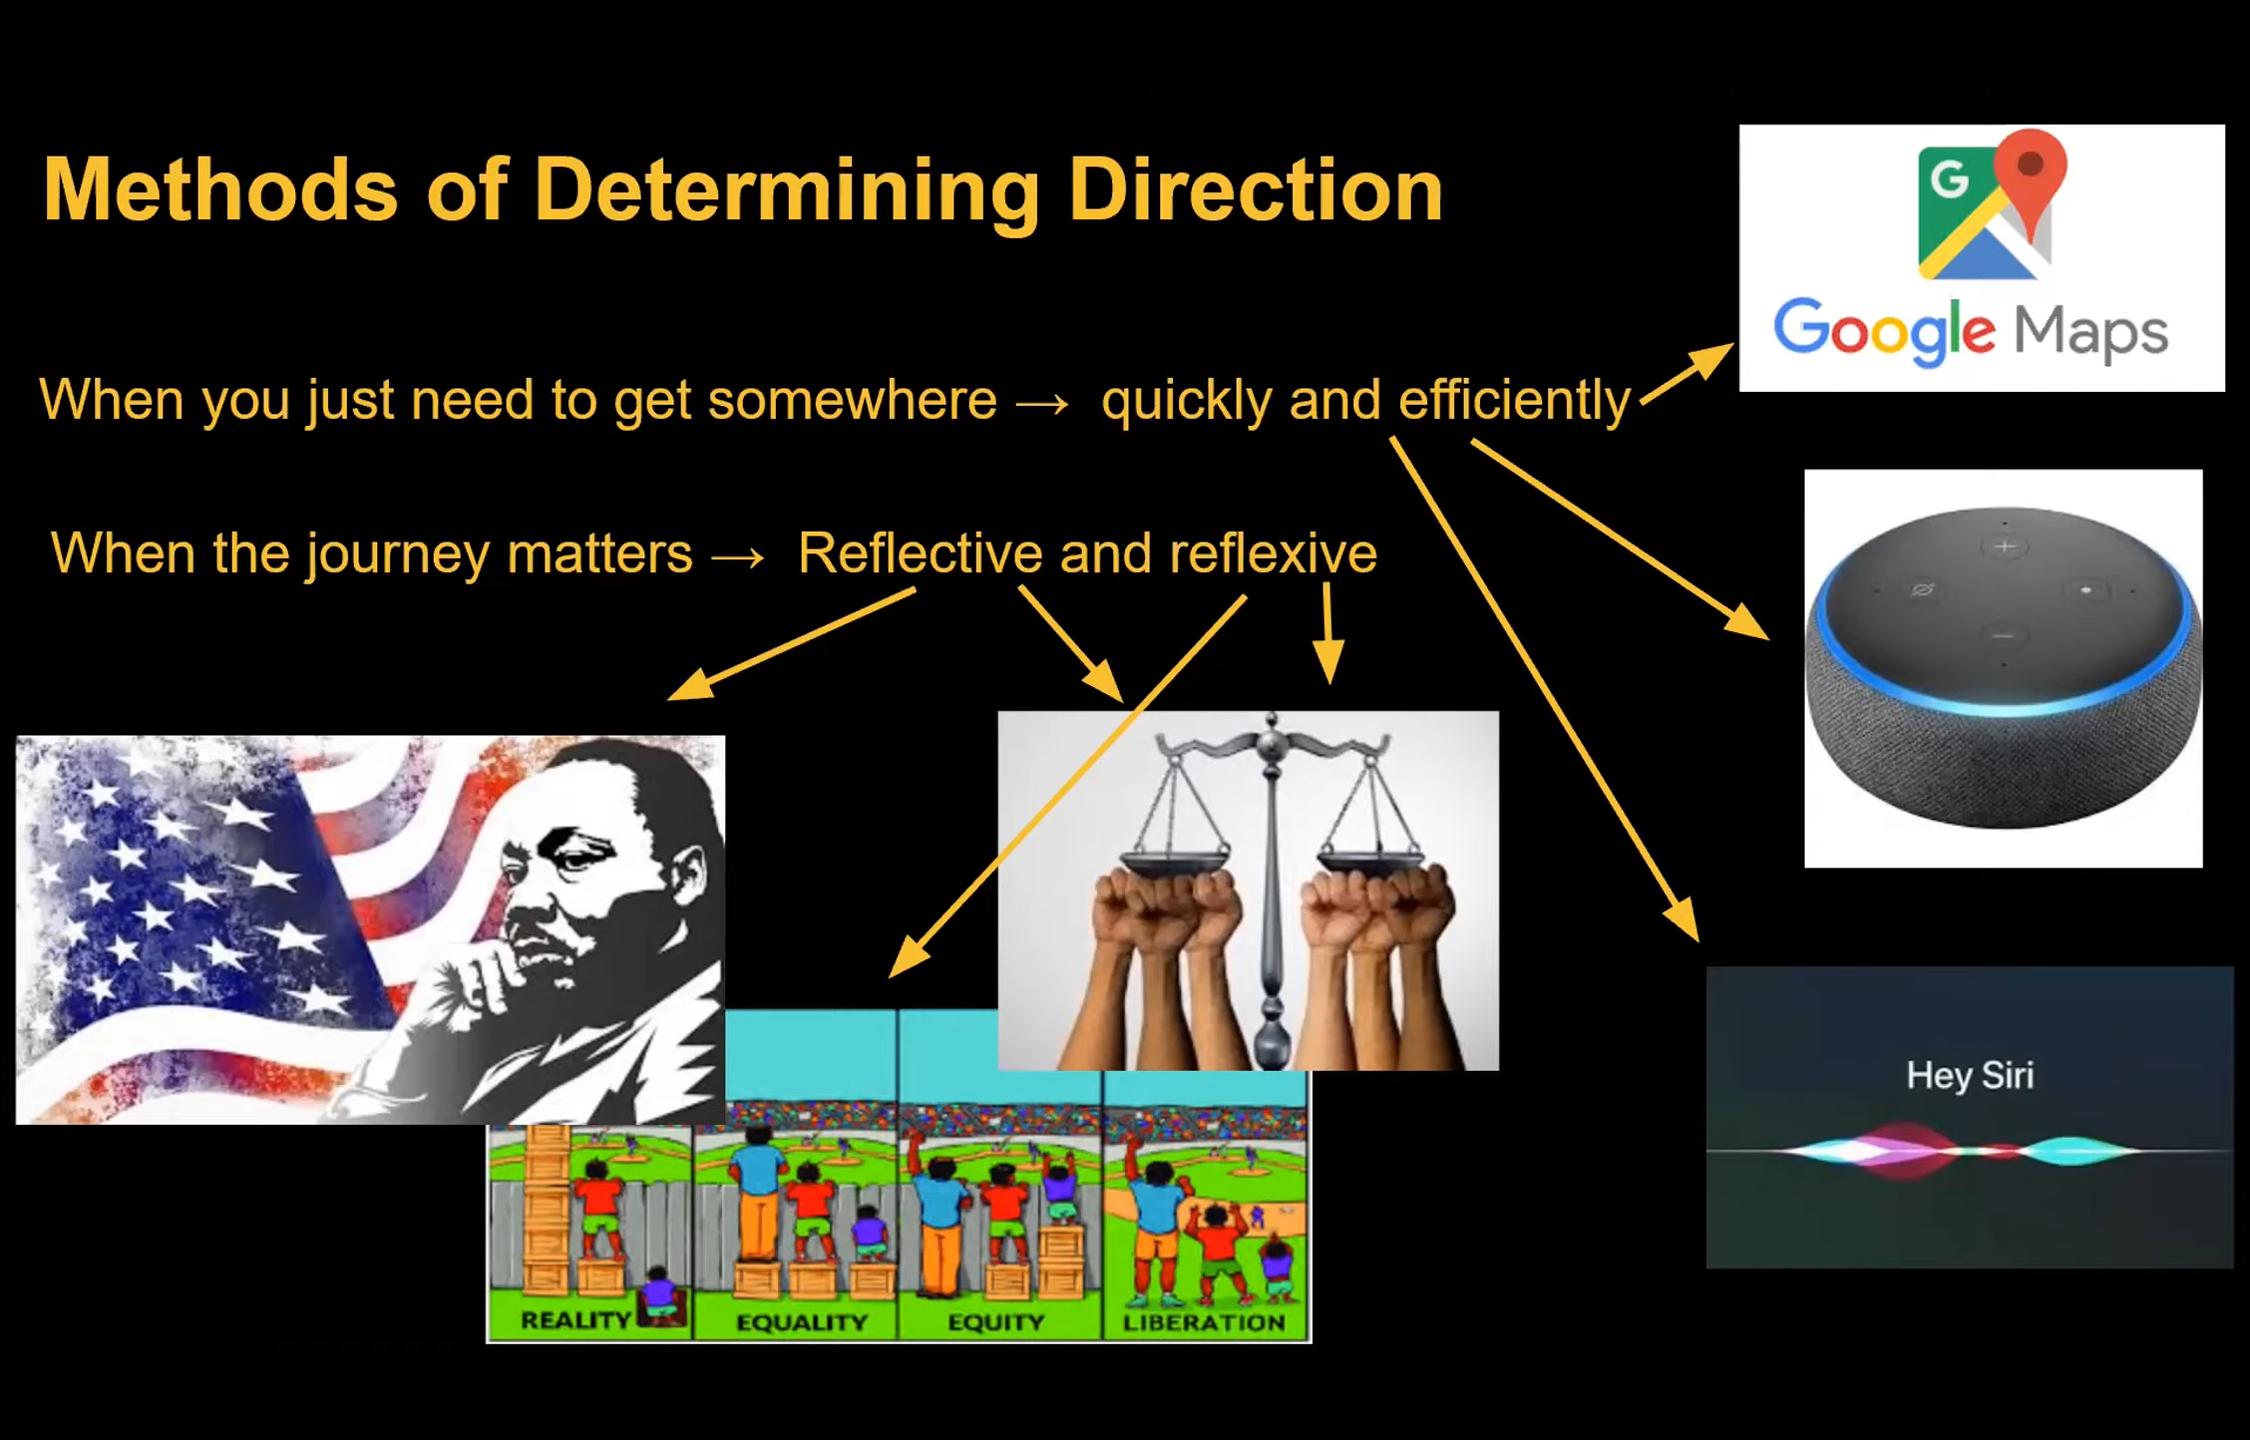 Methods of Determining Direction
G
Google Maps
When you just need to get somewhere → quickly and efficiently
When the journey matters → Reflective and reflexive
Hey Siri
REALITY
EQUALITY
EQUITY
LIBERATION